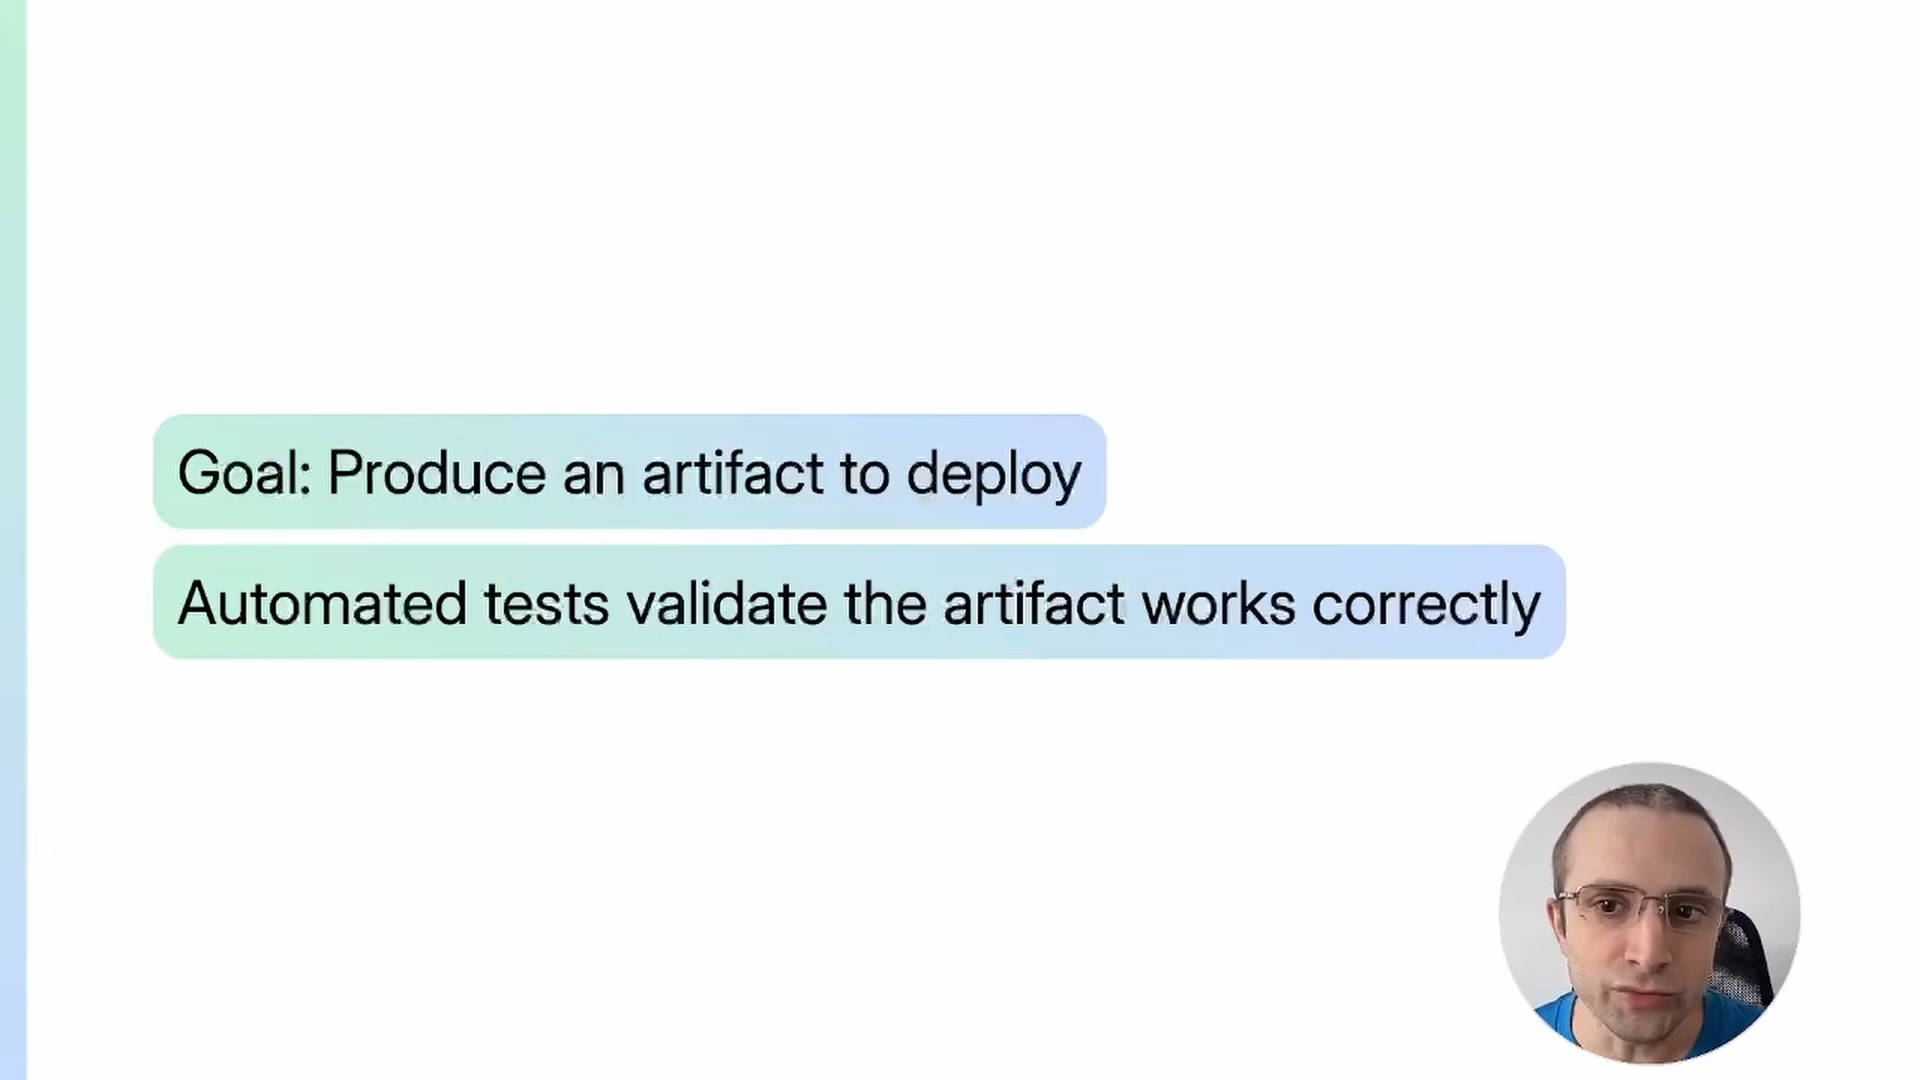 Goal: Produce an artifact to deploy
Automated tests validate the artifact works correctly